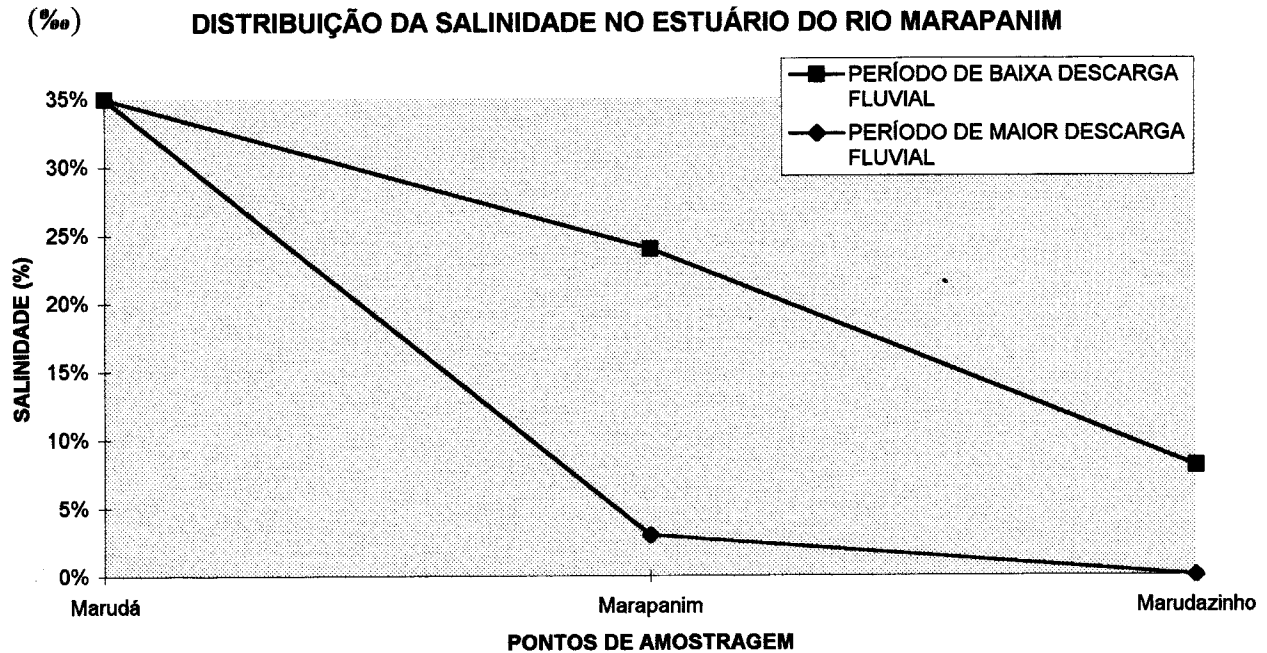 (‰)
DISTRIBUIÇÃO DA SALINIDADE NO ESTUÁRIO DO RIO MARAPANIM
PERÍODO DE BAIXA DESCARGA
FLUVIAL
PERÍODO DE MAIOR DESCARGA
FLUVIAL
SALINIDADE (%)
35%
30%
25%
20%
15%
10%
5%
0%
Marudá
Marapanim
Marudazinho
PONTOS DE AMOSTRAGEM